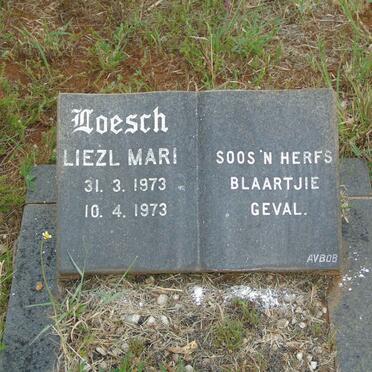 Loesch
LIEZL MARI
31. 3. 1973
10. 4. 1973
SOOS 'N HERFS
BLAARTJIE
GEVAL.
AVBOB